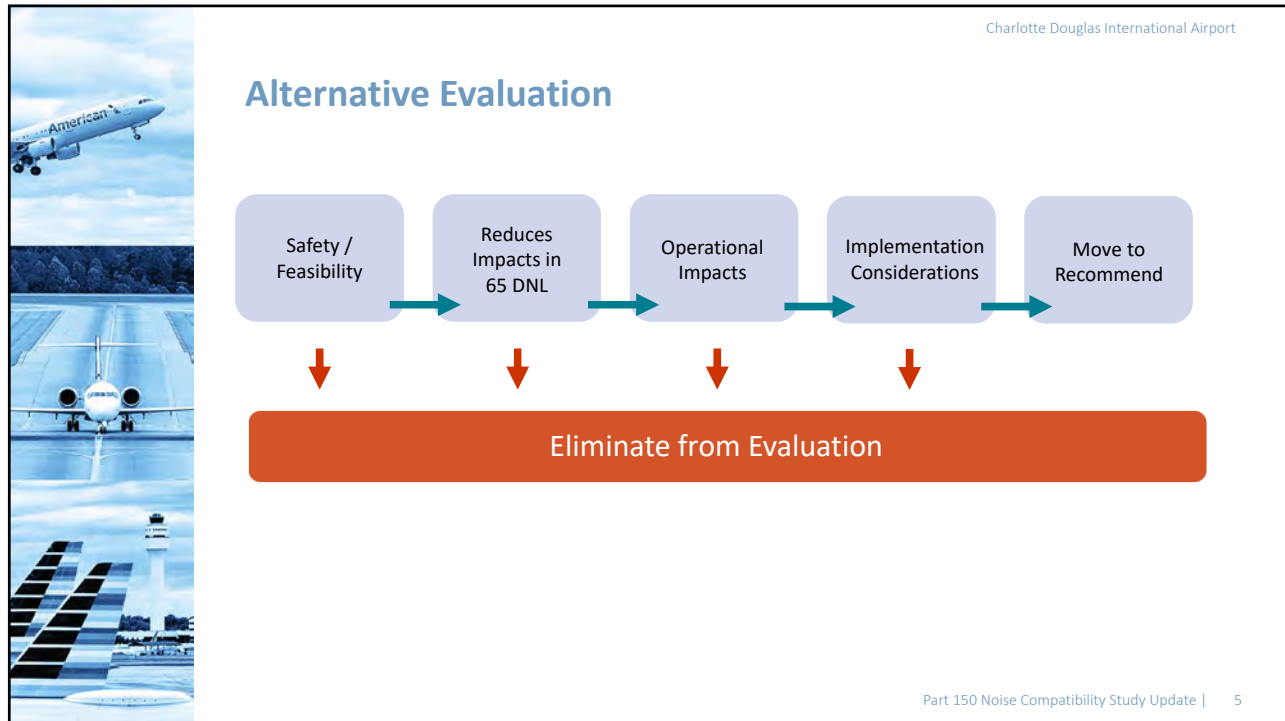 Charlotte Douglas International Airport
Alternative Evaluation
American
Safety /
Feasibility
Reduces
Impacts in
65 DNL
Operational
Impacts
Implementation
Considerations
Move to
Recommend
Eliminate from Evaluation
Part 150 Noise Compatibility Study Update | 5